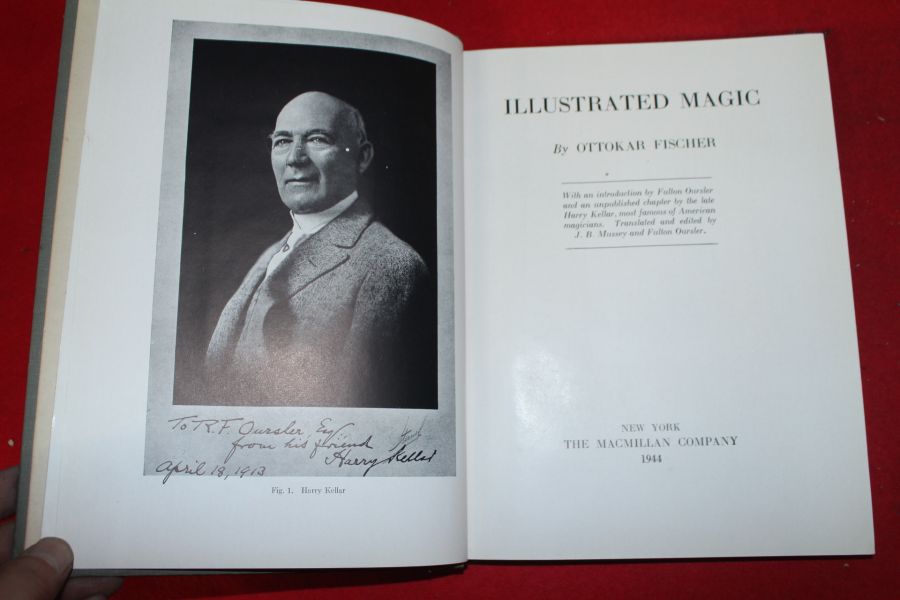 To R.F. Oursler Esq
from his friend
Harry Kellar
April 18, 1913
Fig. 1. Harry Kellar
ILLUSTRATED MAGIC
By OTTOKAR FISCHER
With an introduction by Fulton Oursler
and an unpublished chapter by the late
Harry Kellar, most famous of American
magicians. Translated and edited by
J. B. Mussey and Fulton Oursler.
NEW YORK
THE MACMILLAN COMPANY
1944